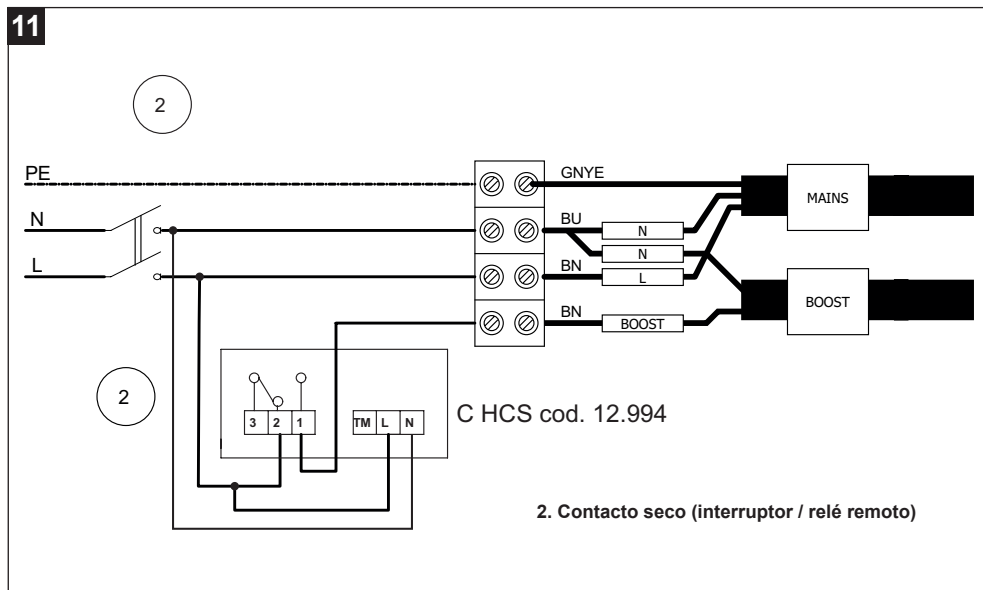 11
2
PE
GNYE
MAINS
N
BU
N
N
L
BN
L
BOOST
BN
BOOST
2
3 2 1
TM L N
C HCS cod. 12.994
2. Contacto seco (interruptor / relé remoto)